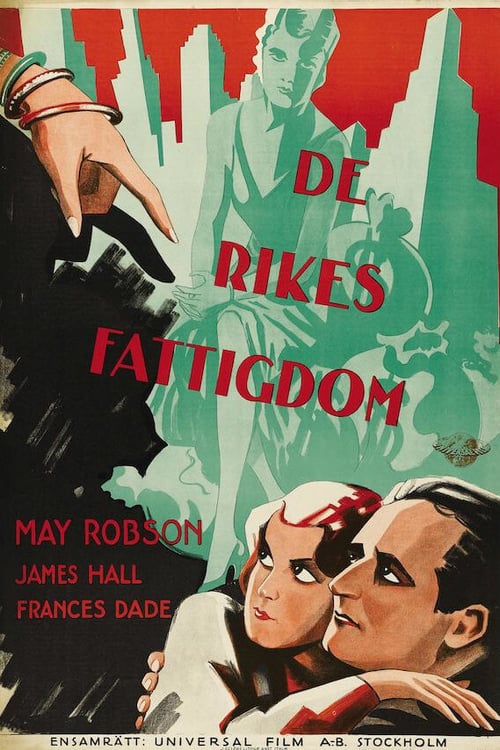 DE
RIKES
FATTIGDOM
MAY ROBSON
JAMES HALL
FRANCES DADE
ENSAMRÄTT: UNIVERSAL FILM A.-B. STOCKHOLM